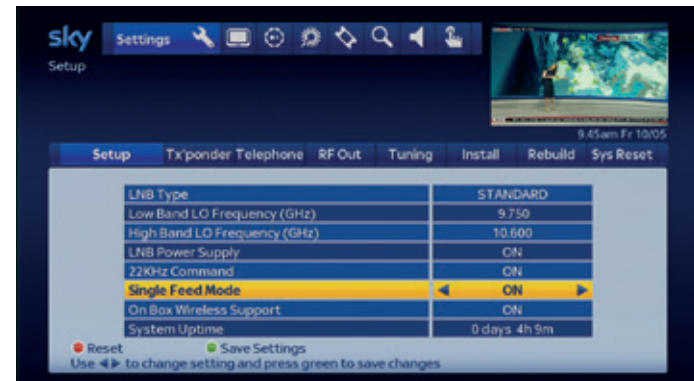 sky Settings
Setup
9.45am Fr 10/05
Setup Tx'ponder Telephone RF Out Tuning Install Rebuild Sys Reset
LNB Type STANDARD
Low Band LO Frequency (GHz) 9.750
High Band LO Frequency (GHz) 10.600
LNB Power Supply ON
22KHz Command ON
Single Feed Mode ON
On Box Wireless Support ON
System Uptime 0 days 4h 9m
Reset Save Settings
Use ◀▶ to change setting and press green to save changes